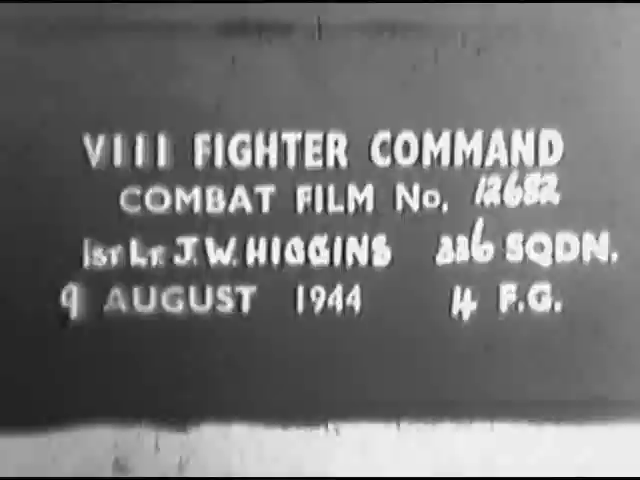 VIII FIGHTER COMMAND
COMBAT FILM No. 12682
1ST LT. J. W. HIGGINS 336 SQDN.
9 AUGUST 1944 4 F.G.